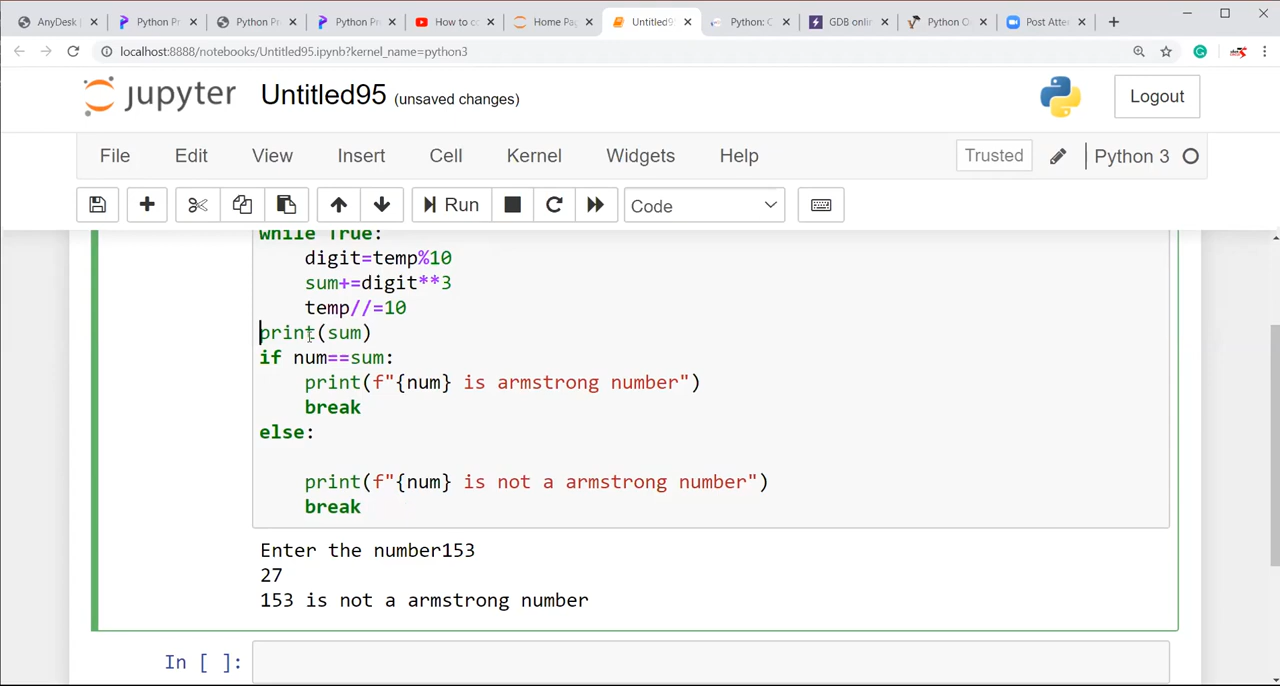 AnyDesk
Python Pr
Python Pr
Python Pr
How to c
Home Pag
Untitled95
Python: C
GDB onlin
Python O
Post Atte
localhost:8888/notebooks/Untitled95.ipynb?kernel_name=python3
jupyter Untitled95 (unsaved changes)
Logout
File Edit View Insert Cell Kernel Widgets Help
Trusted
Python 3
Run
Code
while True:
digit=temp%10
sum+=digit**3
temp//=10
print(sum)
if num==sum:
print(f"{num} is armstrong number")
break
else:
print(f"{num} is not a armstrong number")
break
Enter the number153
27
153 is not a armstrong number
In [ ]: